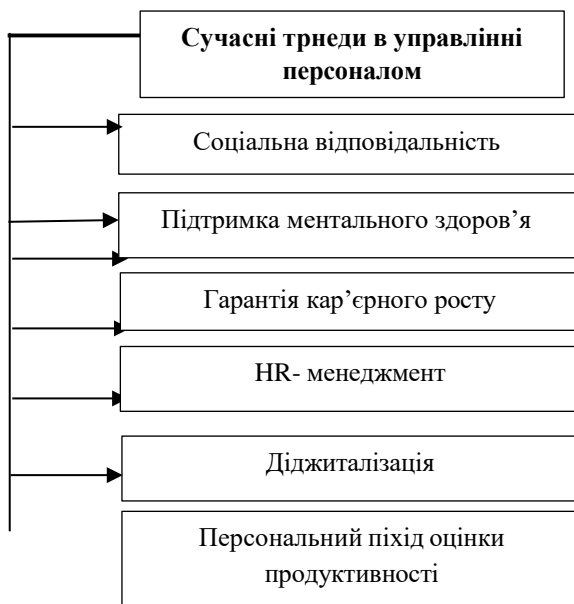 Сучасні трнеди в управлінні
персоналом
Соціальна відповідальність
Підтримка ментального здоров’я
Гарантія кар’єрного росту
HR- менеджмент
Діджиталізація
Персональний піхід оцінки
продуктивності